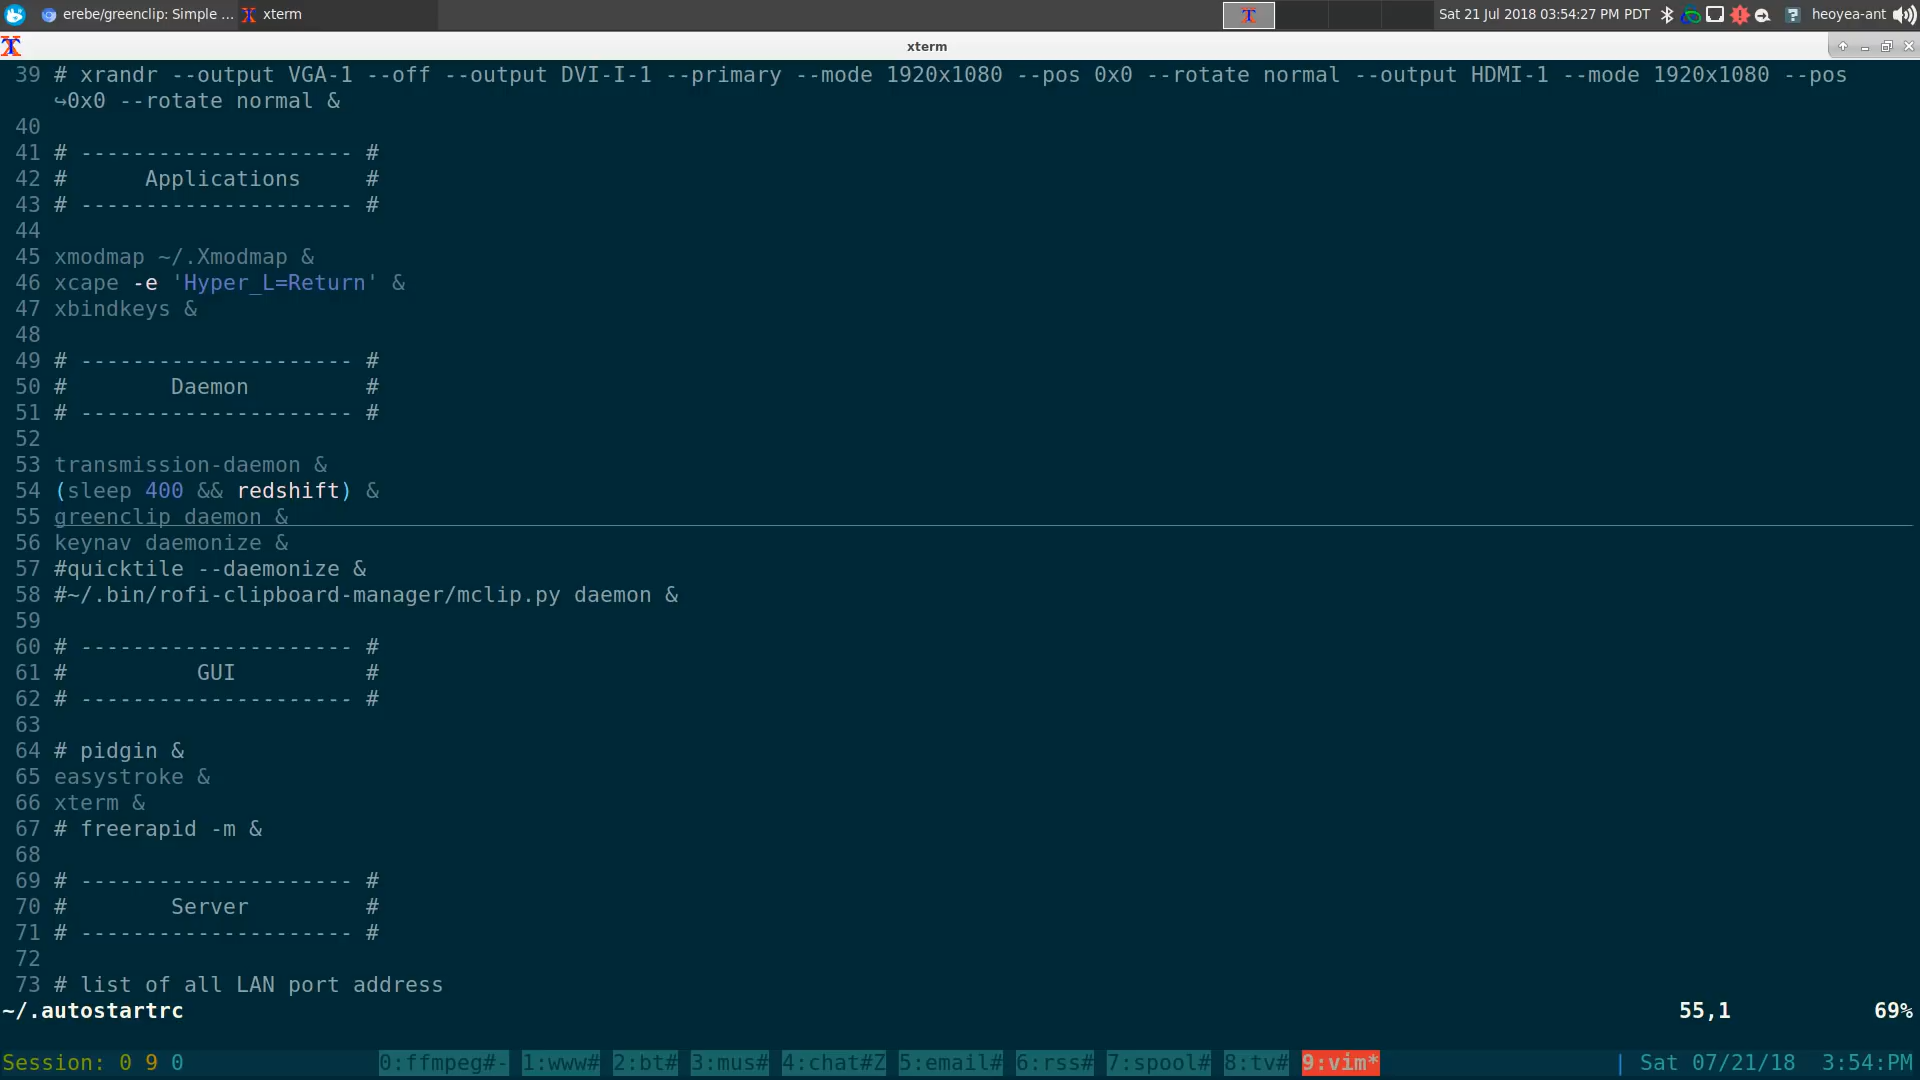 erebe/greenclip: Simple ... xterm Sat 21 Jul 2018 03:54:27 PM PDT heoyea-ant
xterm
39 # xrandr --output VGA-1 --off --output DVI-I-1 --primary --mode 1920x1080 --pos 0x0 --rotate normal --output HDMI-1 --mode 1920x1080 --pos
↪0x0 --rotate normal &
40
41 # --------------------- #
42 #      Applications     #
43 # --------------------- #
44
45 xmodmap ~/.Xmodmap &
46 xcape -e 'Hyper_L=Return' &
47 xbindkeys &
48
49 # --------------------- #
50 #        Daemon         #
51 # --------------------- #
52
53 transmission-daemon &
54 (sleep 400 && redshift) &
55 greenclip daemon &
56 keynav daemonize &
57 #quicktile --daemonize &
58 #~/.bin/rofi-clipboard-manager/mclip.py daemon &
59
60 # --------------------- #
61 #          GUI          #
62 # --------------------- #
63
64 # pidgin &
65 easystroke &
66 xterm &
67 # freerapid -m &
68
69 # --------------------- #
70 #        Server         #
71 # --------------------- #
72
73 # list of all LAN port address
~/.autostartrc 55,1 69%
Session: 0 9 0 0:ffmpeg#- 1:www# 2:bt# 3:mus# 4:chat#Z 5:email# 6:rss# 7:spool# 8:tv# 9:vim* | Sat 07/21/18 3:54:PM